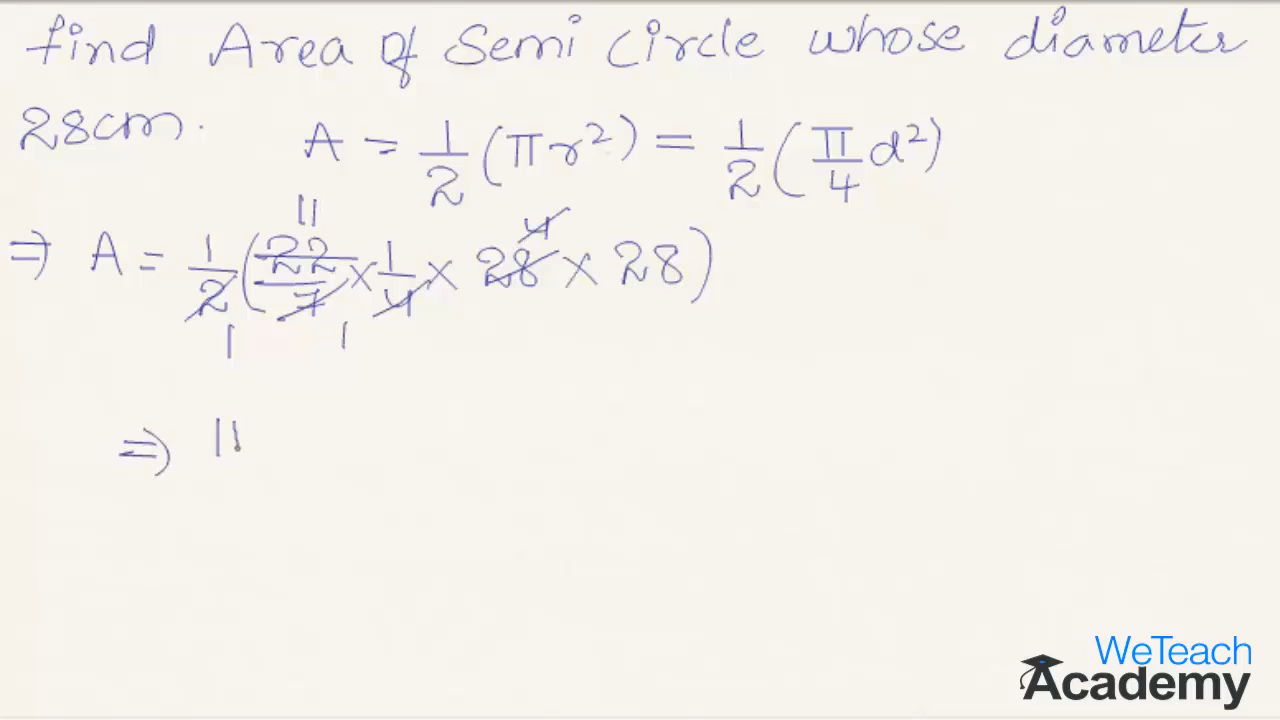 find Area of Semi Circle whose diameter
28cm. A = 1/2 (πr²) = 1/2 (π/4 d²)
11 4
⇒ A = 1/2 (22/7 × 1/4 × 28 × 28)
1 1
⇒ 11
WeTeach
Academy